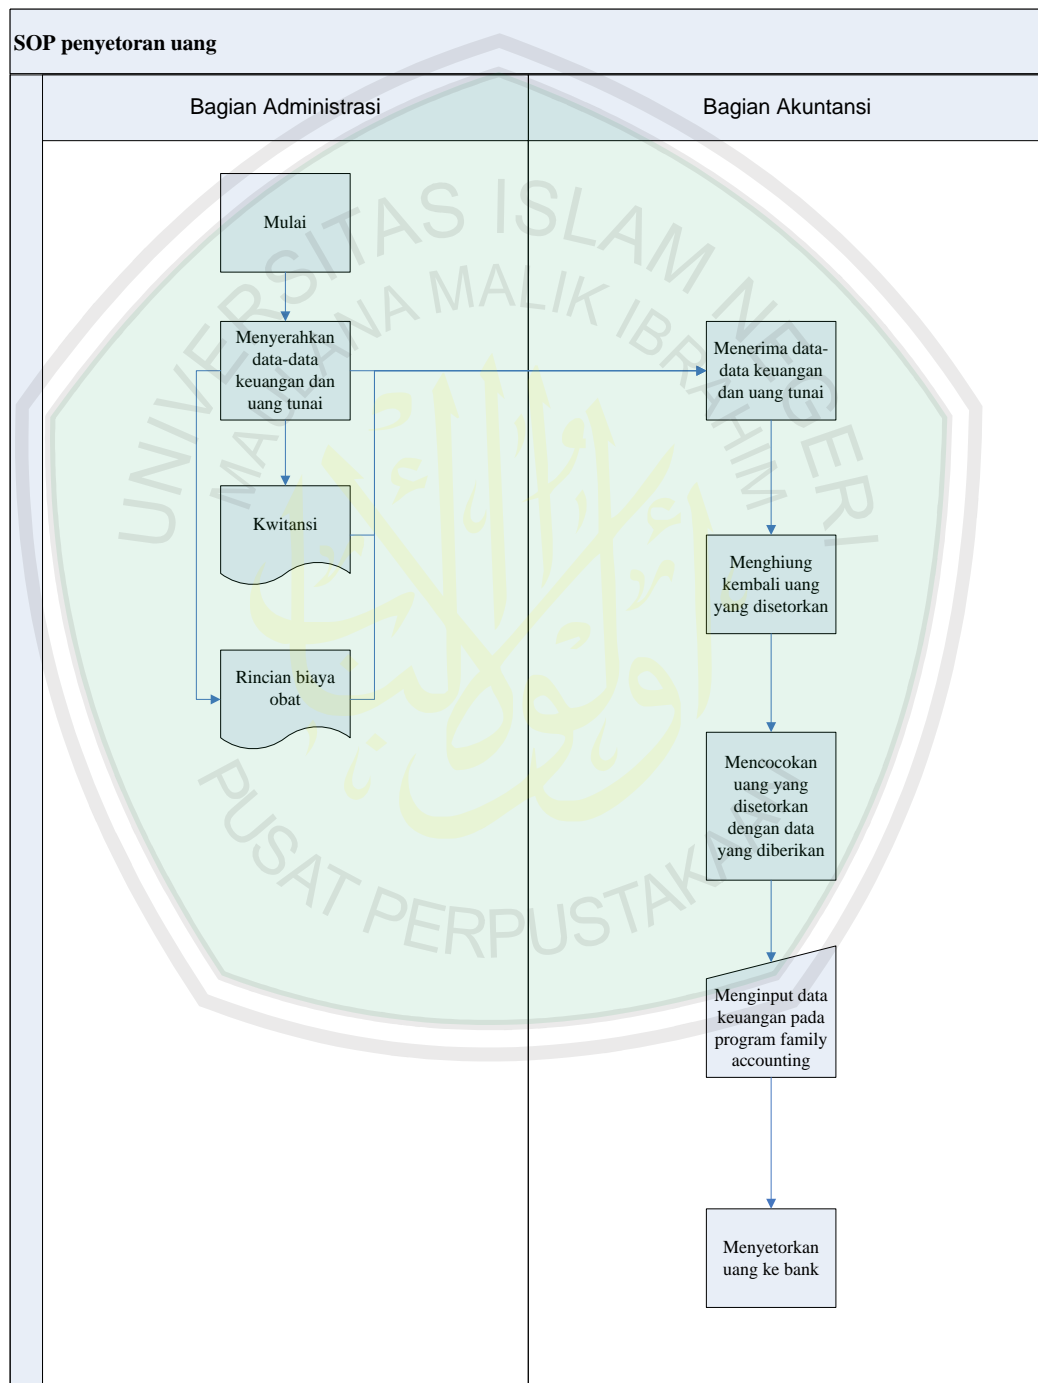 SOP penyetoran uang
Bagian Administrasi
Bagian Akuntansi
Mulai
Menyerahkan
data-data
keuangan dan
uang tunai
Kwitansi
Rincian biaya
obat
Menerima data-
data keuangan
dan uang tunai
Menghiung
kembali uang
yang disetorkan
Mencocokan
uang yang
disetorkan
dengan data
yang diberikan
Menginput data
keuangan pada
program family
accounting
Menyetorkan
uang ke bank
UNIVERSITAS ISLAM NEGERI
MAULANA MALIK IBRAHIM
PUSAT PERPUSTAKAAN